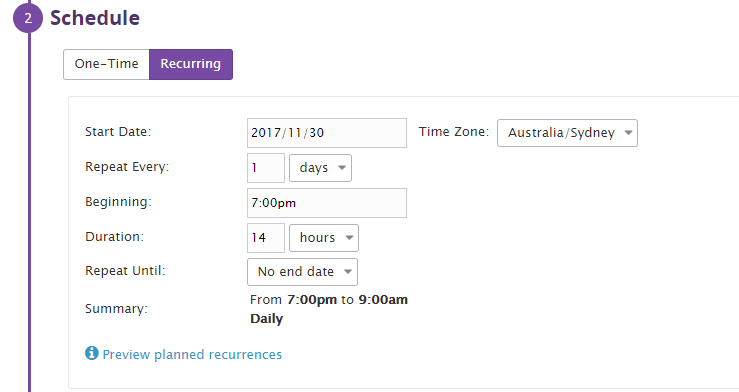 2 Schedule
One-Time Recurring
Start Date: 2017/11/30 Time Zone: Australia/Sydney
Repeat Every: 1 days
Beginning: 7:00pm
Duration: 14 hours
Repeat Until: No end date
Summary: From 7:00pm to 9:00am
Daily
Preview planned recurrences